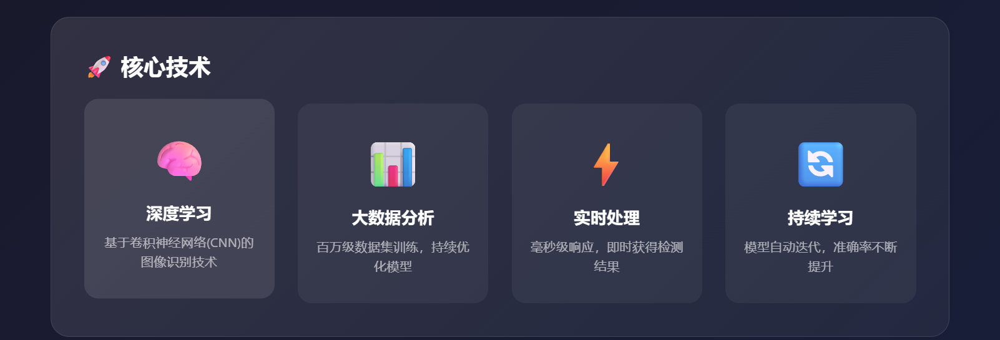 核心技术
深度学习
基于卷积神经网络(CNN)的
图像识别技术
大数据分析
百万级数据集训练，持续优
化模型
实时处理
毫秒级响应，即时获得检测
结果
持续学习
模型自动迭代，准确率不断
提升